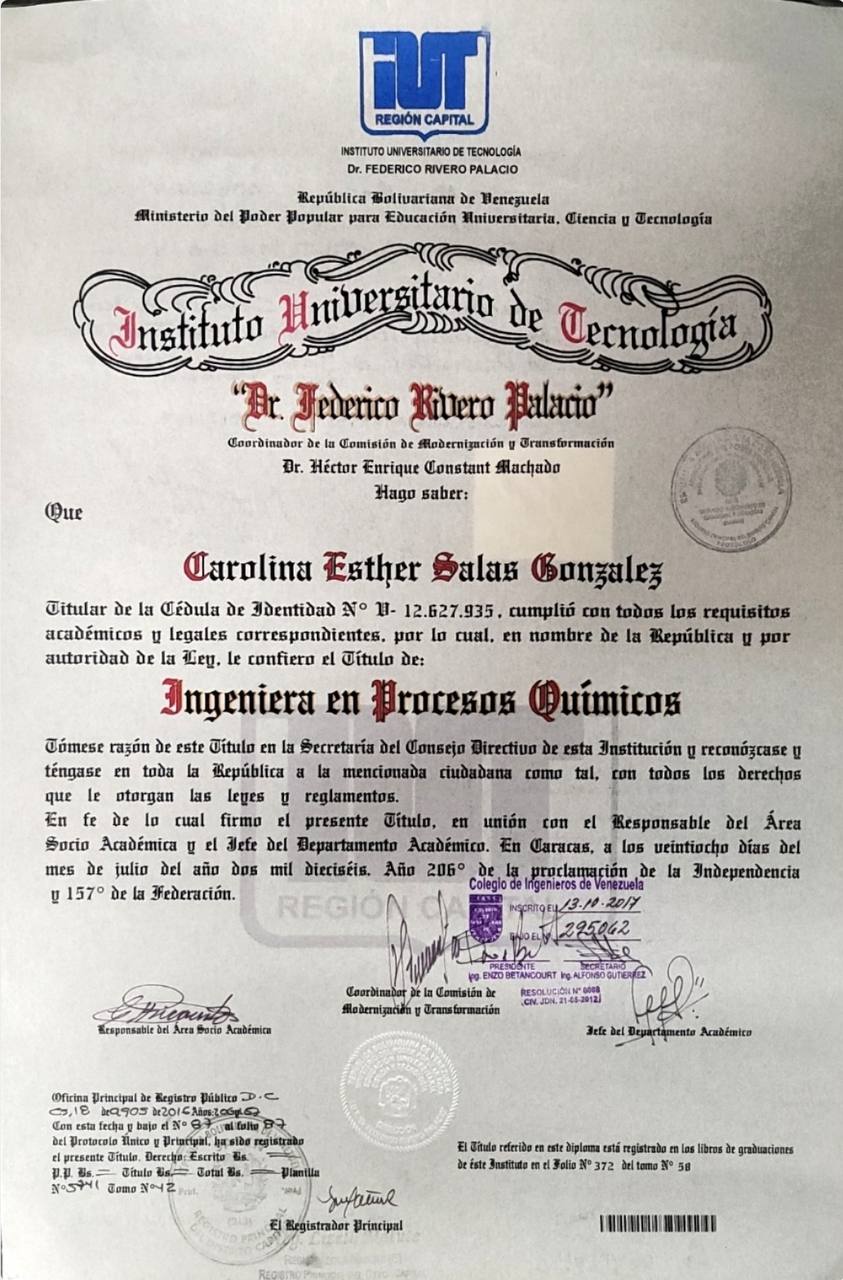 iUT
REGIÓN CAPITAL
INSTITUTO UNIVERSITARIO DE TECNOLOGÍA
Dr. FEDERICO RIVERO PALACIO
República Bolivariana de Venezuela
Ministerio del Poder Popular para Educación Universitaria, Ciencia y Tecnología
Instituto Universitario de Tecnología
“Dr. Federico Rivero Palacio”
Coordinador de la Comisión de Modernización y Transformación
Dr. Héctor Enrique Constant Machado
Hago saber:
Que
Carolina Esther Salas Gonzalez
Titular de la Cédula de Identidad N° V- 12.627.935, cumplió con todos los requisitos
académicos y legales correspondientes, por lo cual, en nombre de la República y por
autoridad de la Ley, le confiero el Título de:
Ingeniera en Procesos Químicos
Tómese razón de este Título en la Secretaría del Consejo Directivo de esta Institución y reconózcase y
téngase en toda la República a la mencionada ciudadana como tal, con todos los derechos
que le otorgan las leyes y reglamentos.
En fe de lo cual firmo el presente Título, en unión con el Responsable del Área
Socio Académica y el Jefe del Departamento Académico. En Caracas, a los veintiocho días del
mes de julio del año dos mil dieciséis. Año 206° de la proclamación de la Independencia
y 157° de la Federación.
REGIÓN CAPITAL
Colegio de Ingenieros de Venezuela
INSCRITO EL 13-10-2017
BAJO EL N° 295062
PRESIDENTE SECRETARIO
Ing. ENZO BETANCOURT Ing. ALFONSO GUTIERREZ
RESOLUCIÓN N° 0088
Coordinador de la Comisión de
Modernización y Transformación
Responsable del Área Socio Académica
Jefe del Departamento Académico
Oficina Principal de Registro Público D.C
de 2016 Años:
Con esta fecha y bajo el N° 87 al folio 87
del Protocolo Único y Principal, ha sido registrado
el presente Título. Derecho: Escrito Bs.
P.P. Bs. Título Bs. Total Bs. Planilla
N° 5741 Tomo N° 12
El Registrador Principal
El Título referido en este diploma está registrado en los libros de graduaciones
de éste Instituto en el Folio N° 372 del tomo N° 58